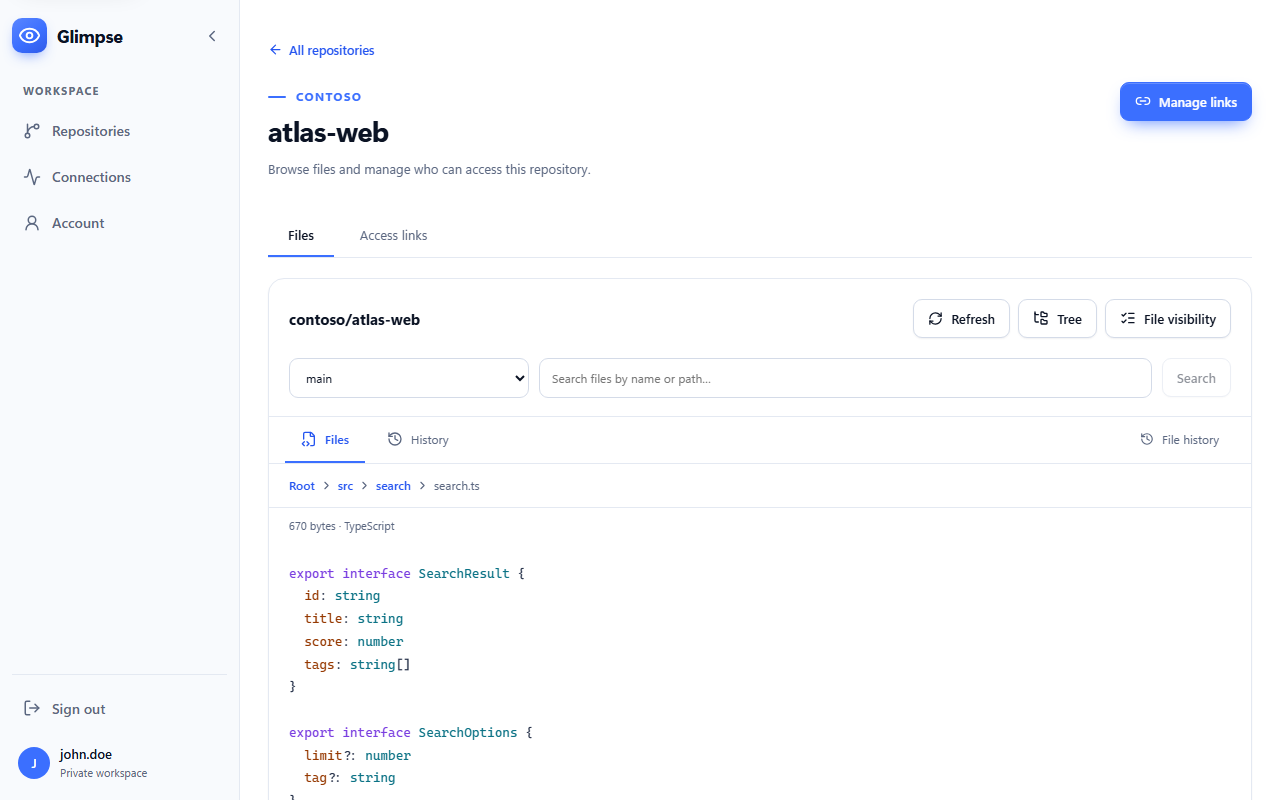 Glimpse
WORKSPACE
Repositories
Connections
Account
Sign out
J
john.doe
Private workspace
All repositories
CONTOSO
atlas-web
Browse files and manage who can access this repository.
Manage links
Files
Access links
contoso/atlas-web
Refresh
Tree
File visibility
main
Search files by name or path...
Search
Files
History
File history
Root > src > search > search.ts
670 bytes · TypeScript
export interface SearchResult {
  id: string
  title: string
  score: number
  tags: string[]
}
export interface SearchOptions {
  limit?: number
  tag?: string
}